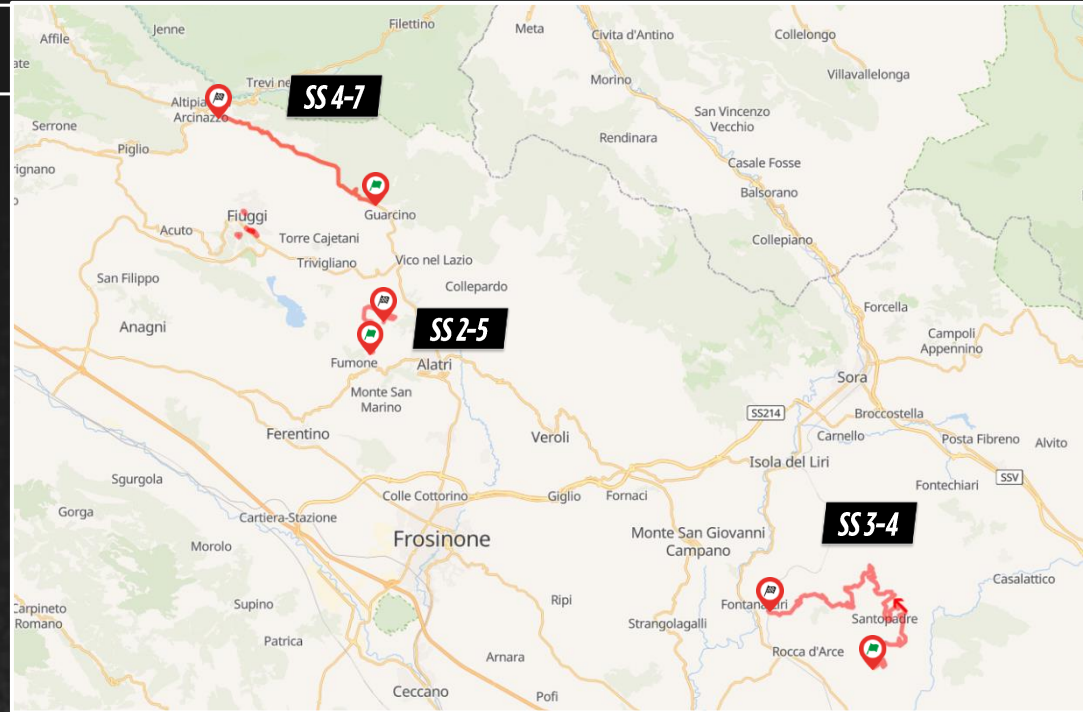 Jenne
Filettino
Meta
Civita d'Antino
Collelongo
Affile
Morino
Villavallelonga
Trevi
SS 4-7
Arcinazzo
San Vincenzo
Vecchio
Serrone
Rendinara
Piglio
Casale Fosse
Balsorano
Guarcino
Fiuggi
Acuto
Torre Cajetani
Collepiano
Trivigliano
Vico nel Lazio
San Filippo
Collepardo
Forcella
Anagni
SS 2-5
Campoli
Appennino
Fumone
Alatri
Sora
Monte San
Marino
SS214
Broccostella
Ferentino
Veroli
Carnello
Posta Fibreno
Alvito
Isola del Liri
Sgurgola
SSV
Fontechiari
Colle Cottorino
Giglio
Fornaci
Gorga
Cartiera-Stazione
SS 3-4
Frosinone
Monte San Giovanni
Campano
Morolo
Casalattico
Supino
Ripi
Carpineto
Romano
Santopadre
Strangolagalli
Patrica
Rocca d'Arce
Arnara
Ceccano
Pofi